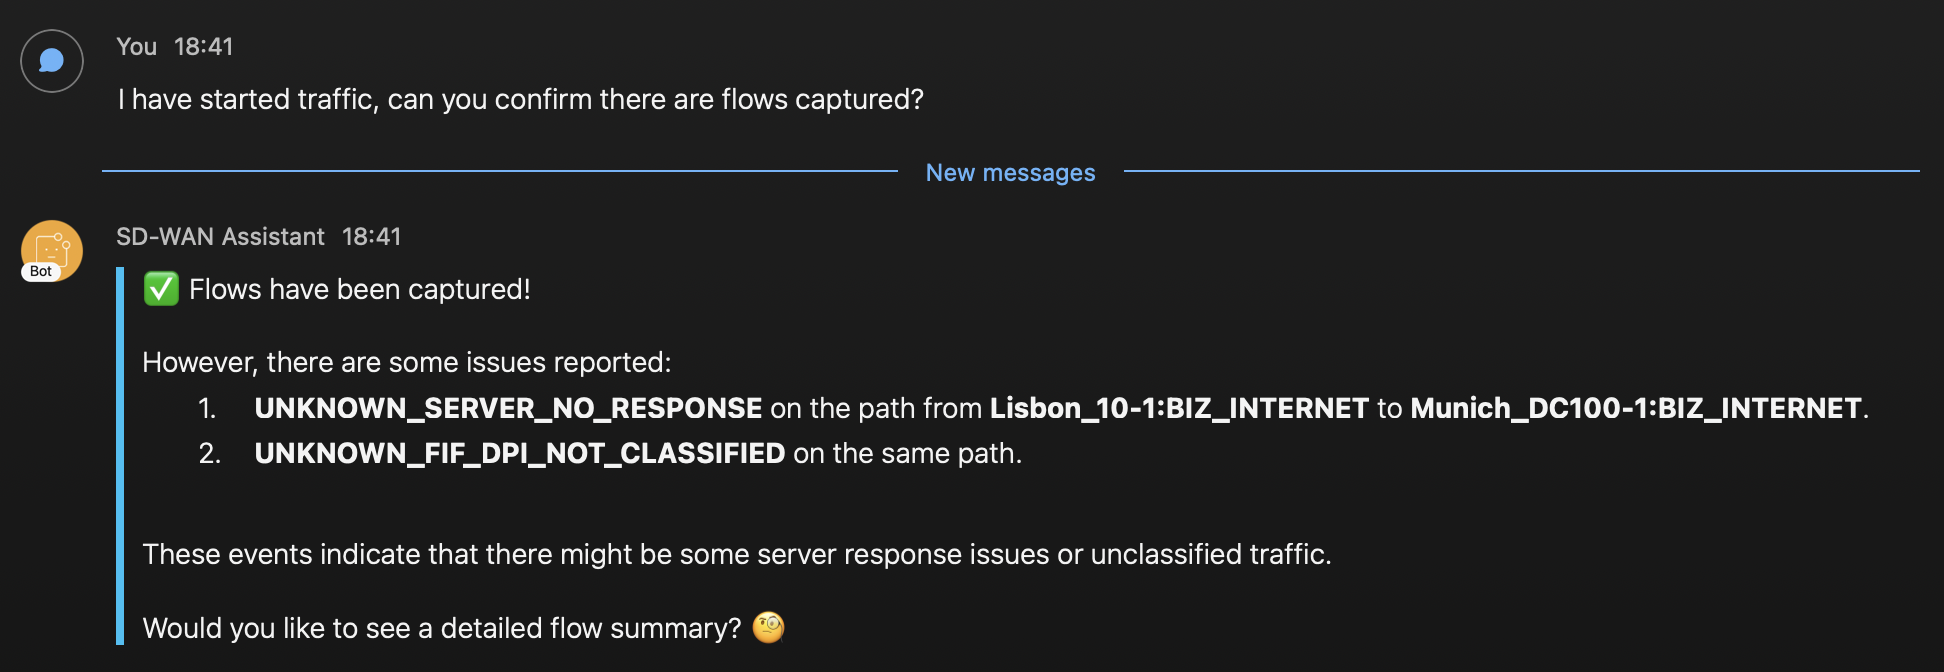 You 18:41
I have started traffic, can you confirm there are flows captured?
New messages
SD-WAN Assistant 18:41
Bot
✅ Flows have been captured!
However, there are some issues reported:
1. UNKNOWN_SERVER_NO_RESPONSE on the path from Lisbon_10-1:BIZ_INTERNET to Munich_DC100-1:BIZ_INTERNET.
2. UNKNOWN_FIF_DPI_NOT_CLASSIFIED on the same path.
These events indicate that there might be some server response issues or unclassified traffic.
Would you like to see a detailed flow summary? 🧐